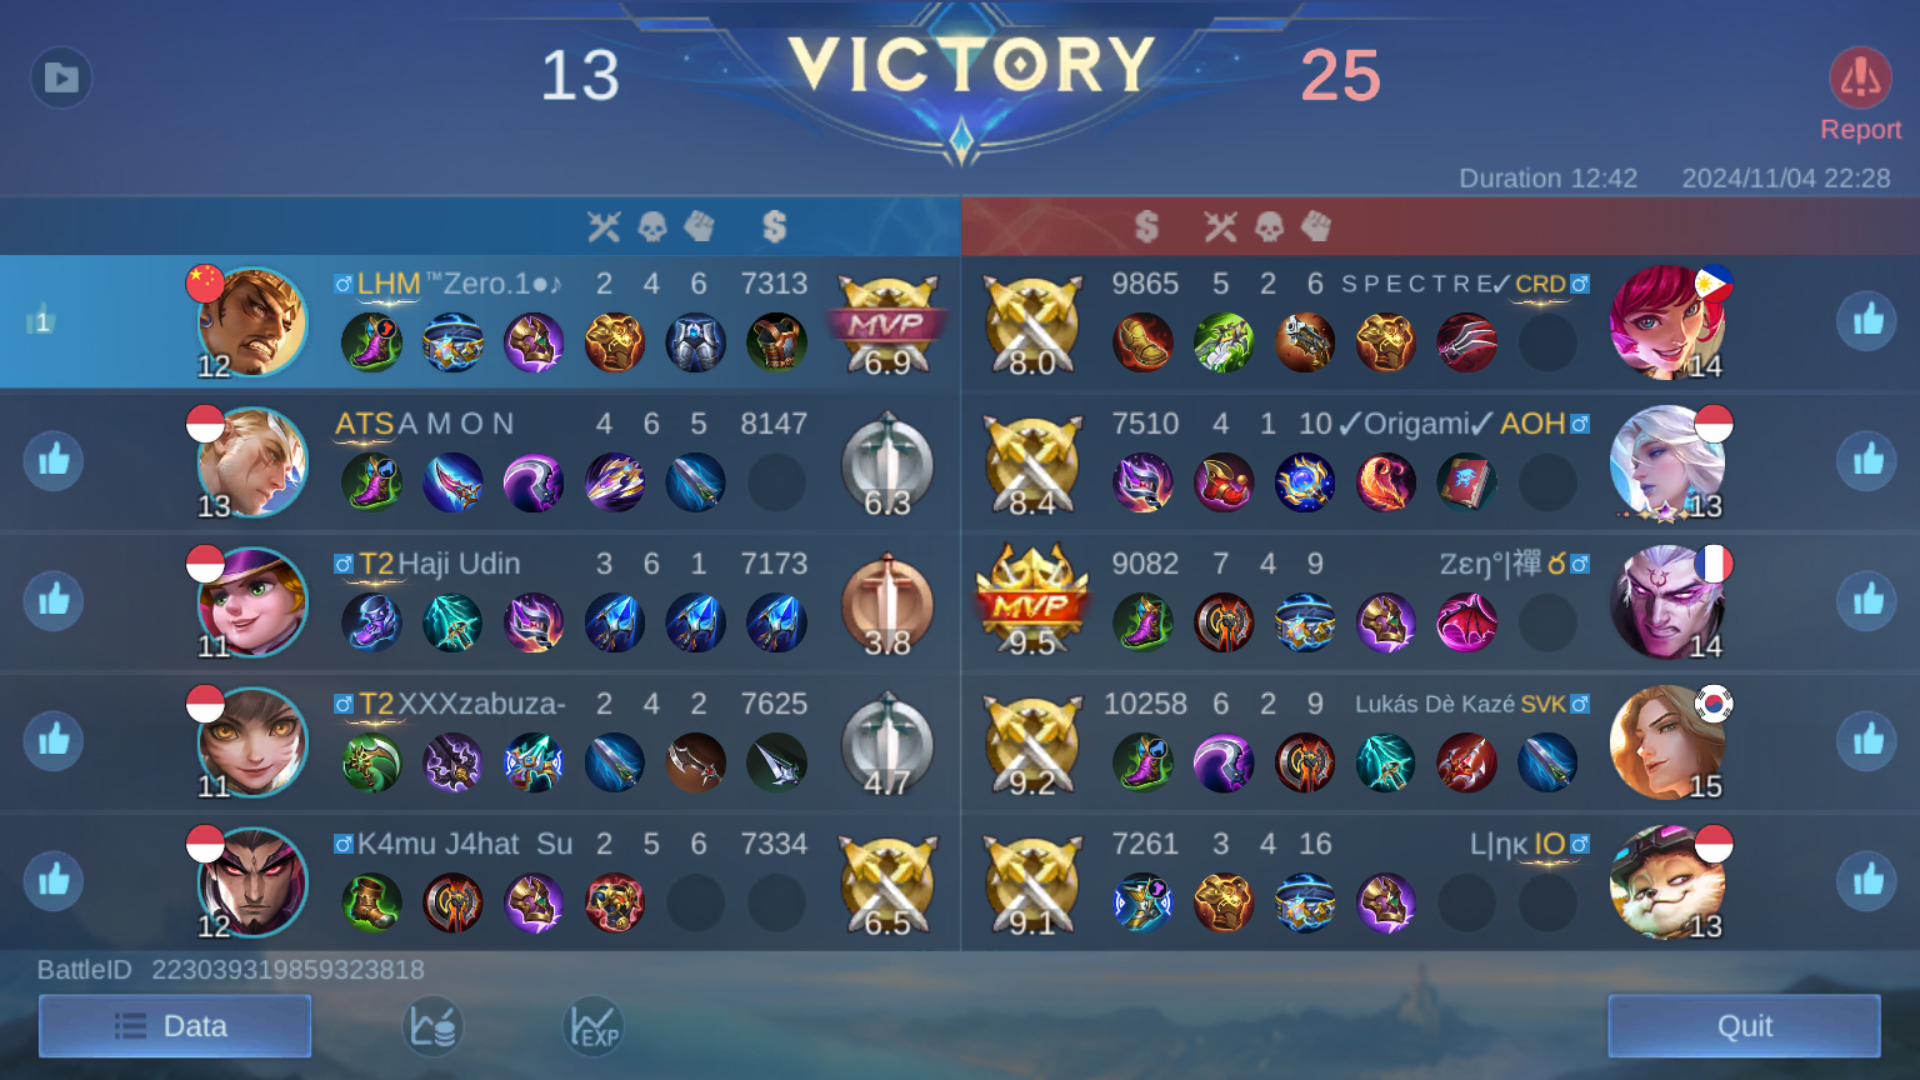 13 VICTORY 25
Report
Duration 12:42 2024/11/04 22:28
1 12 LHM ™Zero.1●♪ 2 4 6 7313 MVP 6.9
8.0 9865 5 2 6 S P E C T R E✓ CRD 14
13 ATS A M O N 4 6 5 8147 6.3
8.4 7510 4 1 10 ✓Origami✓ AOH 13
11 T2 Haji Udin 3 6 1 7173 3.8
MVP 9.5 9082 7 4 9 Zεŋ°|禪 ఠ 14
11 T2 XXXzabuza- 2 4 2 7625 4.7
9.2 10258 6 2 9 Lukás Dè Kazé SVK 15
12 K4mu J4hat Su 2 5 6 7334 6.5
9.1 7261 3 4 16 L|ηκ IO 13
BattleID 223039319859323818
Data EXP Quit